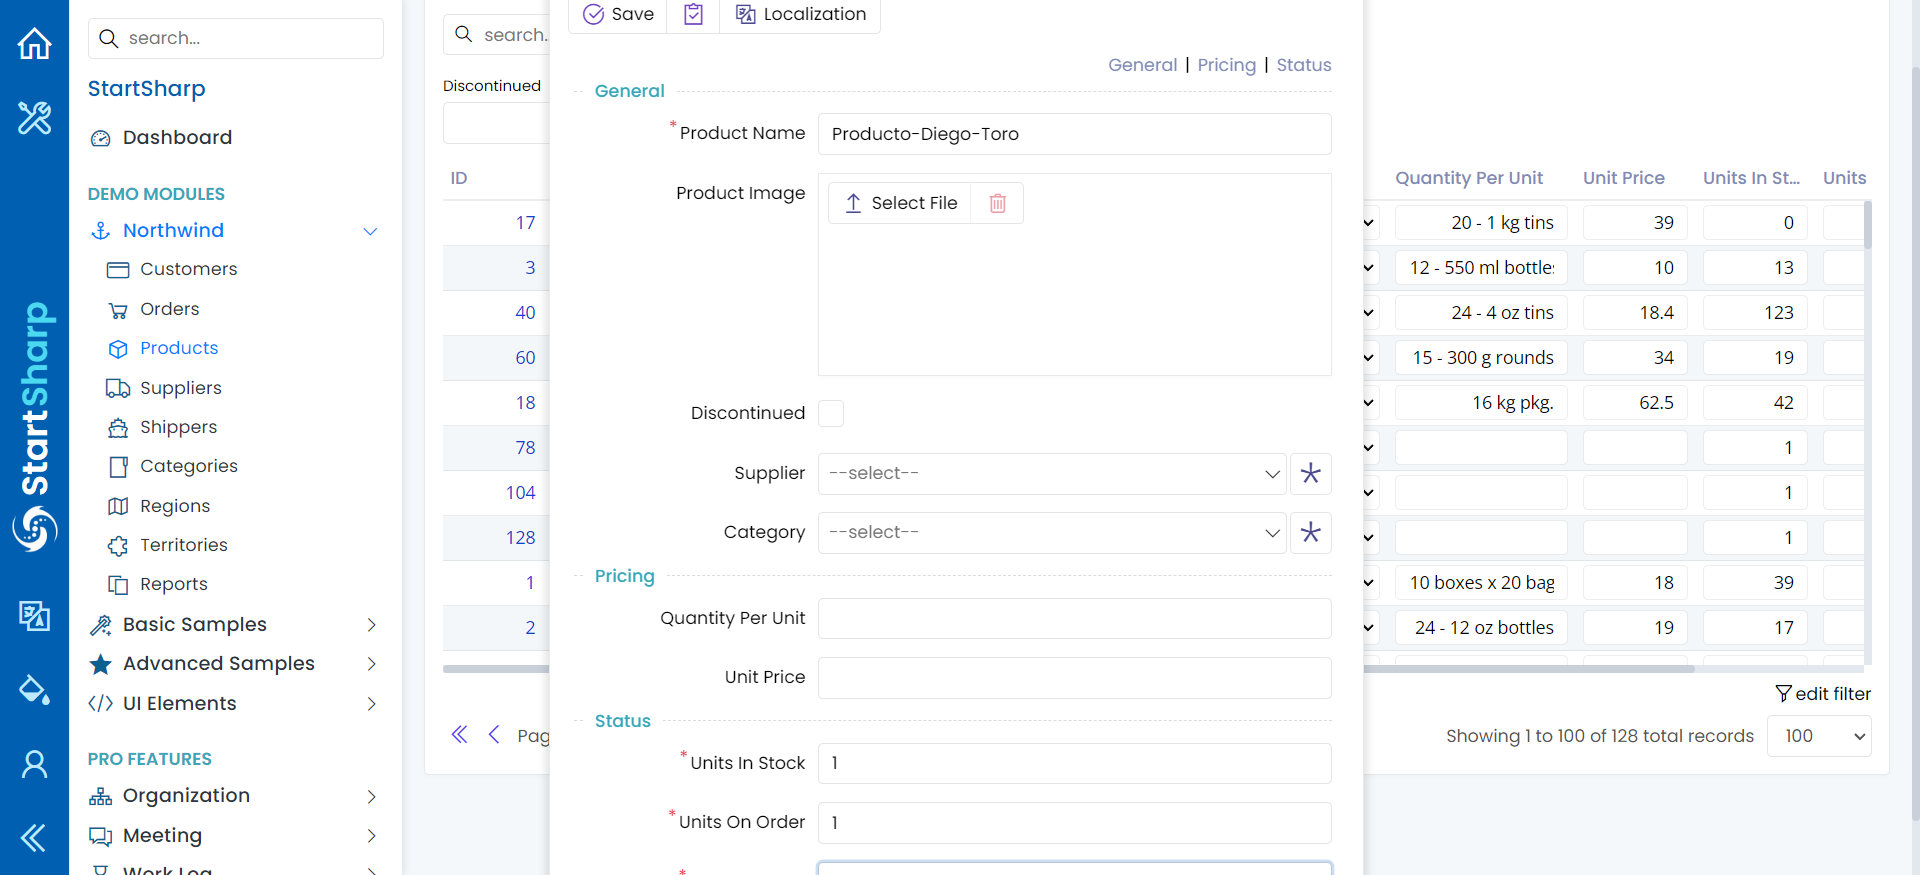 StartSharp
search...
StartSharp
Dashboard
DEMO MODULES
Northwind
Customers
Orders
Products
Suppliers
Shippers
Categories
Regions
Territories
Reports
Basic Samples
Advanced Samples
UI Elements
PRO FEATURES
Organization
Meeting
Work Log
search.
Discontinued
ID
17
3
40
60
18
78
104
128
1
2
Pag
Save
Localization
General | Pricing | Status
General
*Product Name Producto-Diego-Toro
Product Image Select File
Discontinued
Supplier --select--
Category --select--
Pricing
Quantity Per Unit
Unit Price
Status
*Units In Stock 1
*Units On Order 1
*
Quantity Per Unit Unit Price Units In St... Units
20 - 1 kg tins 39 0
12 - 550 ml bottles 10 13
24 - 4 oz tins 18.4 123
15 - 300 g rounds 34 19
16 kg pkg. 62.5 42
1
1
1
10 boxes x 20 bag 18 39
24 - 12 oz bottles 19 17
edit filter
Showing 1 to 100 of 128 total records 100